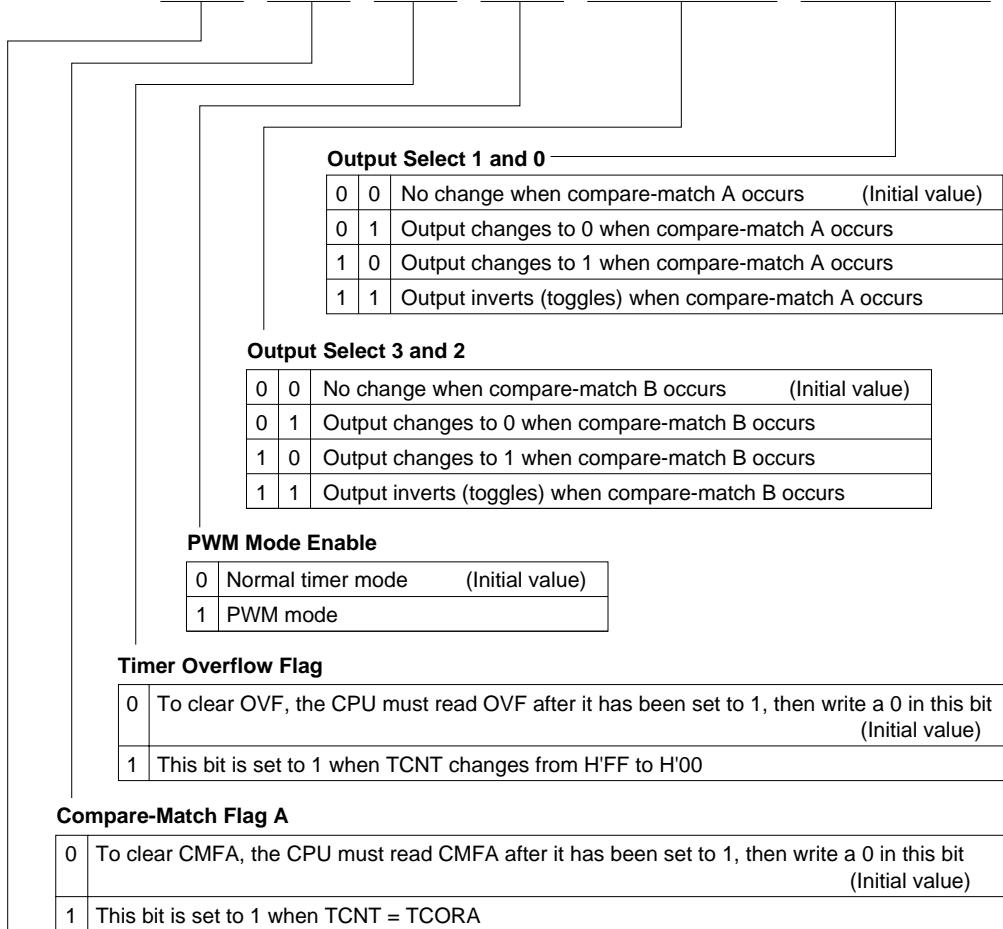 Output Select 1 and 0
0 0 No change when compare-match A occurs (Initial value)
0 1 Output changes to 0 when compare-match A occurs
1 0 Output changes to 1 when compare-match A occurs
1 1 Output inverts (toggles) when compare-match A occurs
Output Select 3 and 2
0 0 No change when compare-match B occurs (Initial value)
0 1 Output changes to 0 when compare-match B occurs
1 0 Output changes to 1 when compare-match B occurs
1 1 Output inverts (toggles) when compare-match B occurs
PWM Mode Enable
0 Normal timer mode (Initial value)
1 PWM mode
Timer Overflow Flag
0 To clear OVF, the CPU must read OVF after it has been set to 1, then write a 0 in this bit
(Initial value)
1 This bit is set to 1 when TCNT changes from H'FF to H'00
Compare-Match Flag A
0 To clear CMFA, the CPU must read CMFA after it has been set to 1, then write a 0 in this bit
(Initial value)
1 This bit is set to 1 when TCNT = TCORA